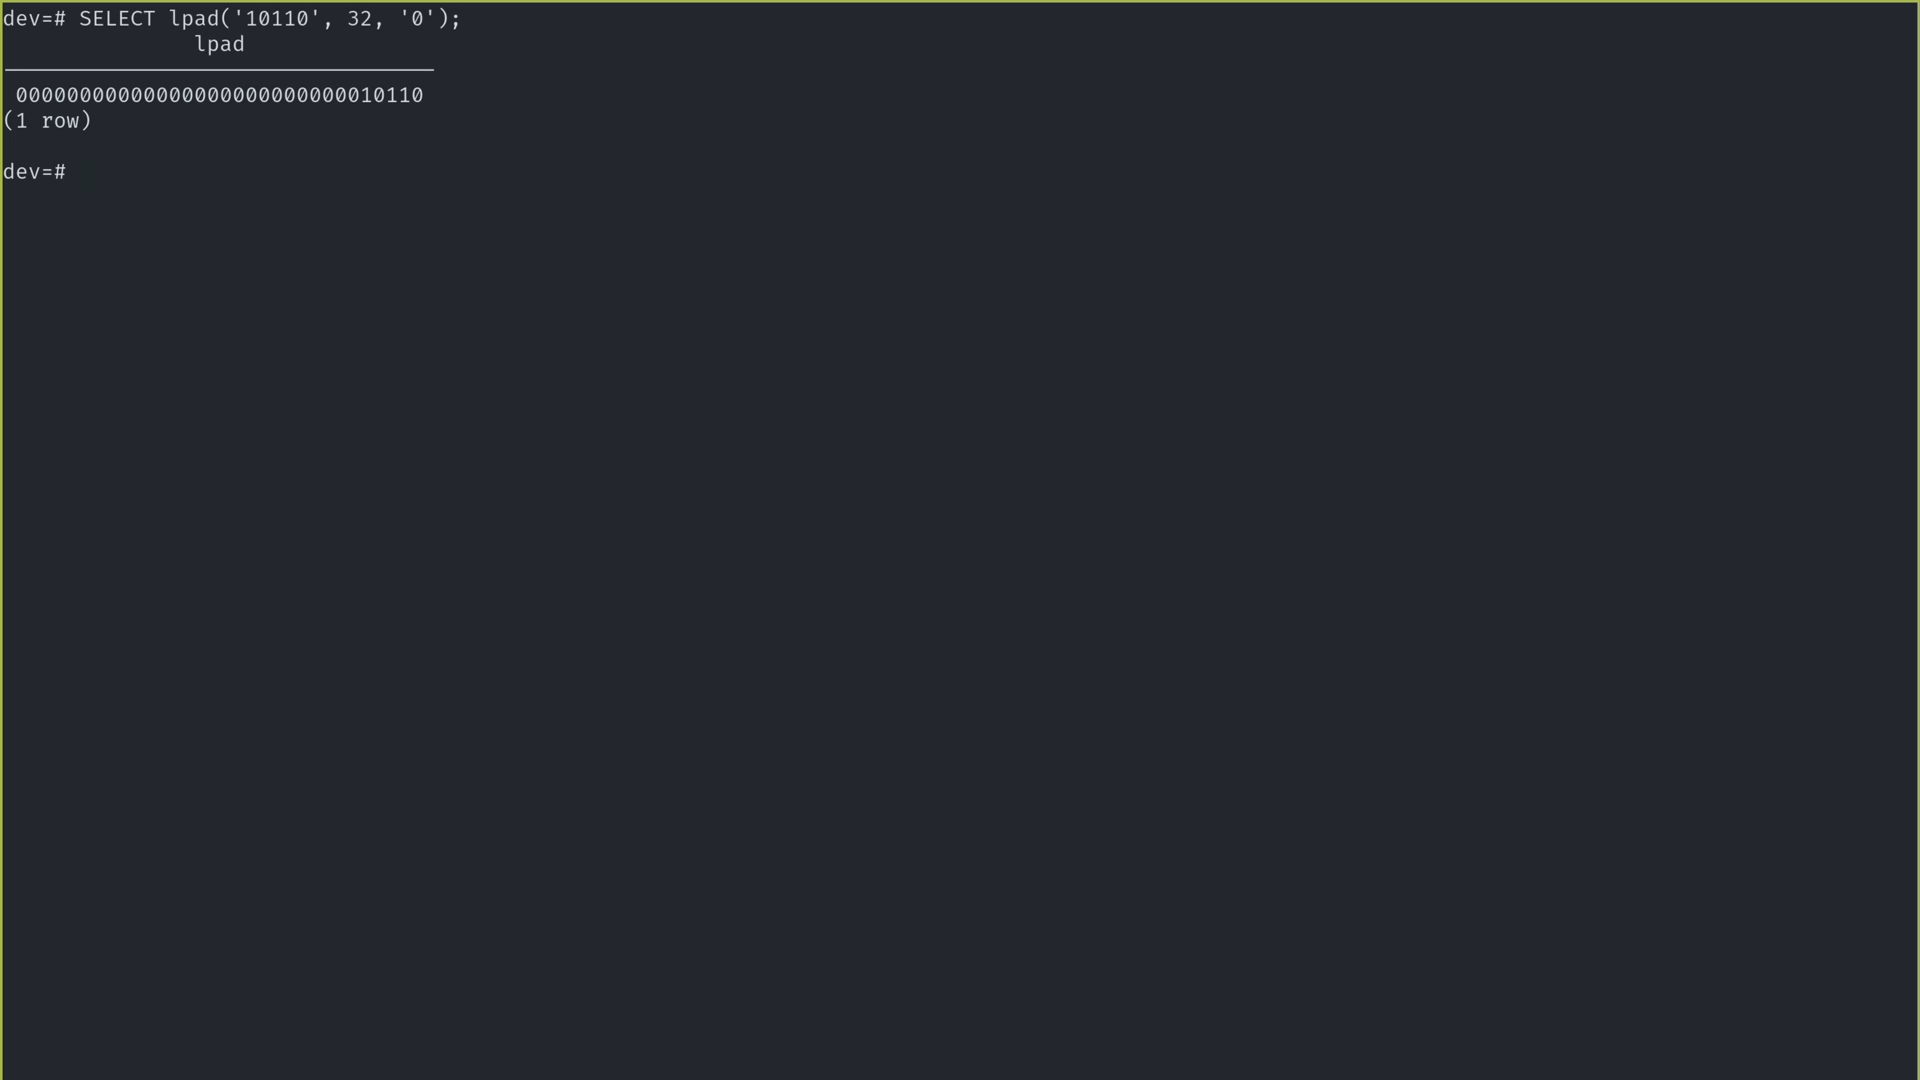 dev=# SELECT lpad('10110', 32, '0');
lpad
00000000000000000000000000010110
(1 row)
dev=#